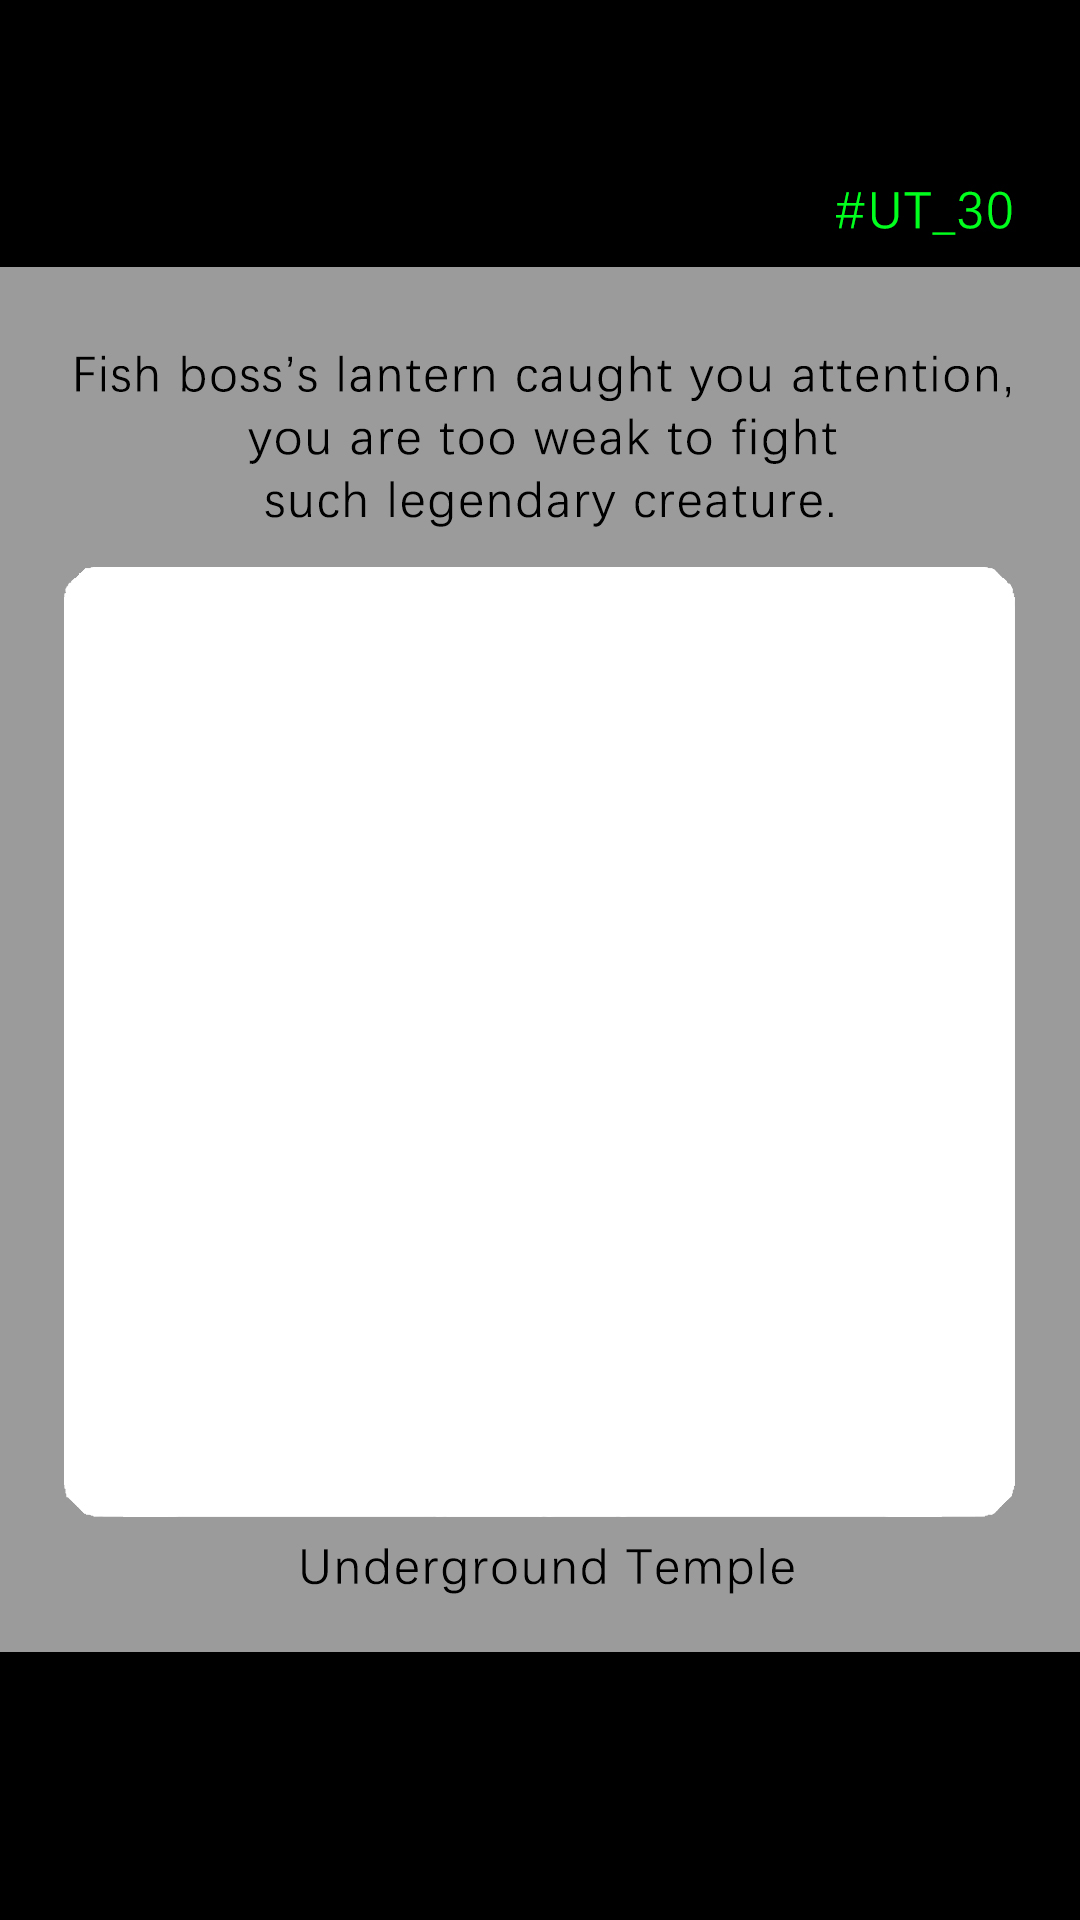 #UT_30
Fish boss’s lantern caught you attention,
you are too weak to fight
such legendary creature.
Underground Temple